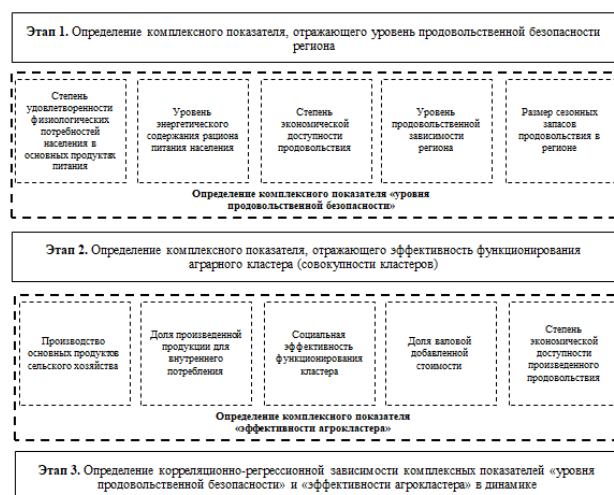 Этап 1. Определение комплексного показателя, отражающего уровень продовольственной безопасности
региона
Степень
удовлетворенности
физиологических
потребностей
населения в
основных продуктах
питания
Уровень
энергетического
содержания рациона
питания населения
Степень
экономической
доступности
продовольствия
Уровень
продовольственной
зависимости
региона
Размер сезонных
запасов
продовольствия в
регионе
Определение комплексного показателя «уровня
продовольственной безопасности»
Этап 2. Определение комплексного показателя, отражающего эффективность функционирования
аграрного кластера (совокупности кластеров)
Производство
основных продуктов
сельского хозяйства
Доля произведенной
продукции для
внутреннего
потребления
Социальная
эффективность
функционирования
кластера
Доля валовой
добавленной
стоимости
Степень
экономической
доступности
произведенного
продовольствия
Определение комплексного показателя
«эффективности агрокластера»
Этап 3. Определение корреляционно-регрессионной зависимости комплексных показателей «уровня
продовольственной безопасности» и «эффективности агрокластера» в динамике